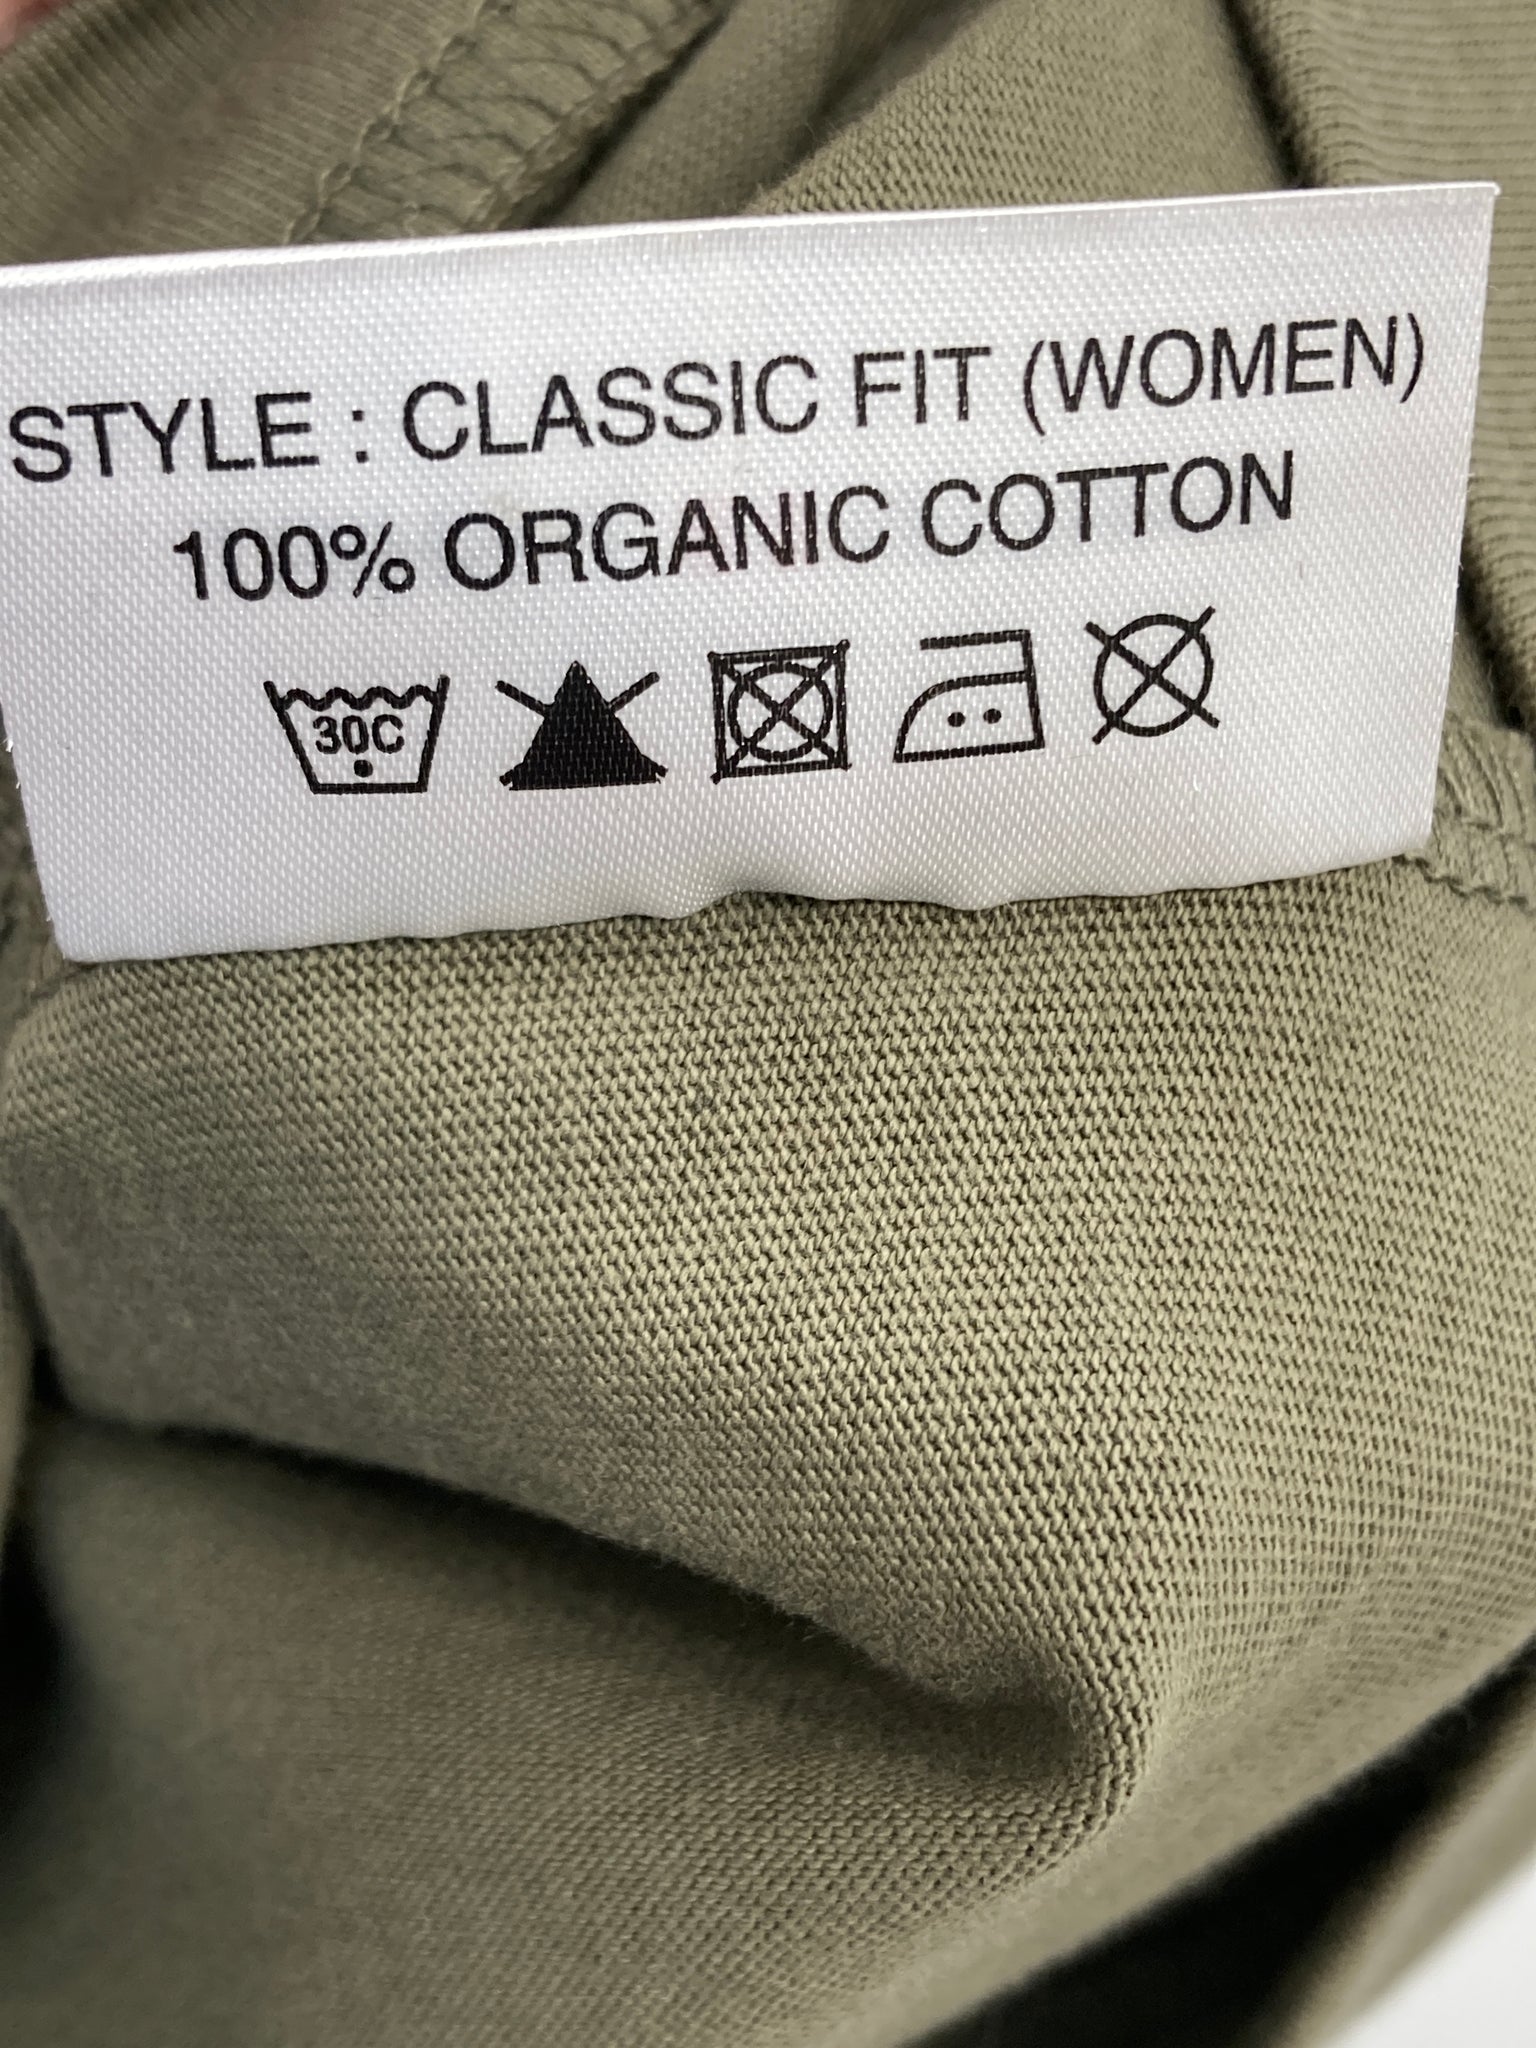 STYLE : CLASSIC FIT (WOMEN)
100% ORGANIC COTTON
30C